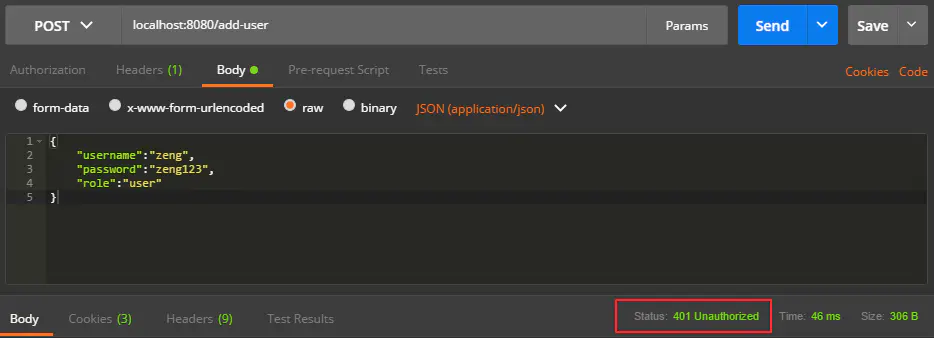 POST localhost:8080/add-user Params Send Save
Authorization Headers (1) Body Pre-request Script Tests Cookies Code
form-data x-www-form-urlencoded raw binary JSON (application/json)
1 {
2 "username":"zeng",
3 "password":"zeng123",
4 "role":"user"
5 }
Body Cookies (3) Headers (9) Test Results Status: 401 Unauthorized Time: 46 ms Size: 306 B